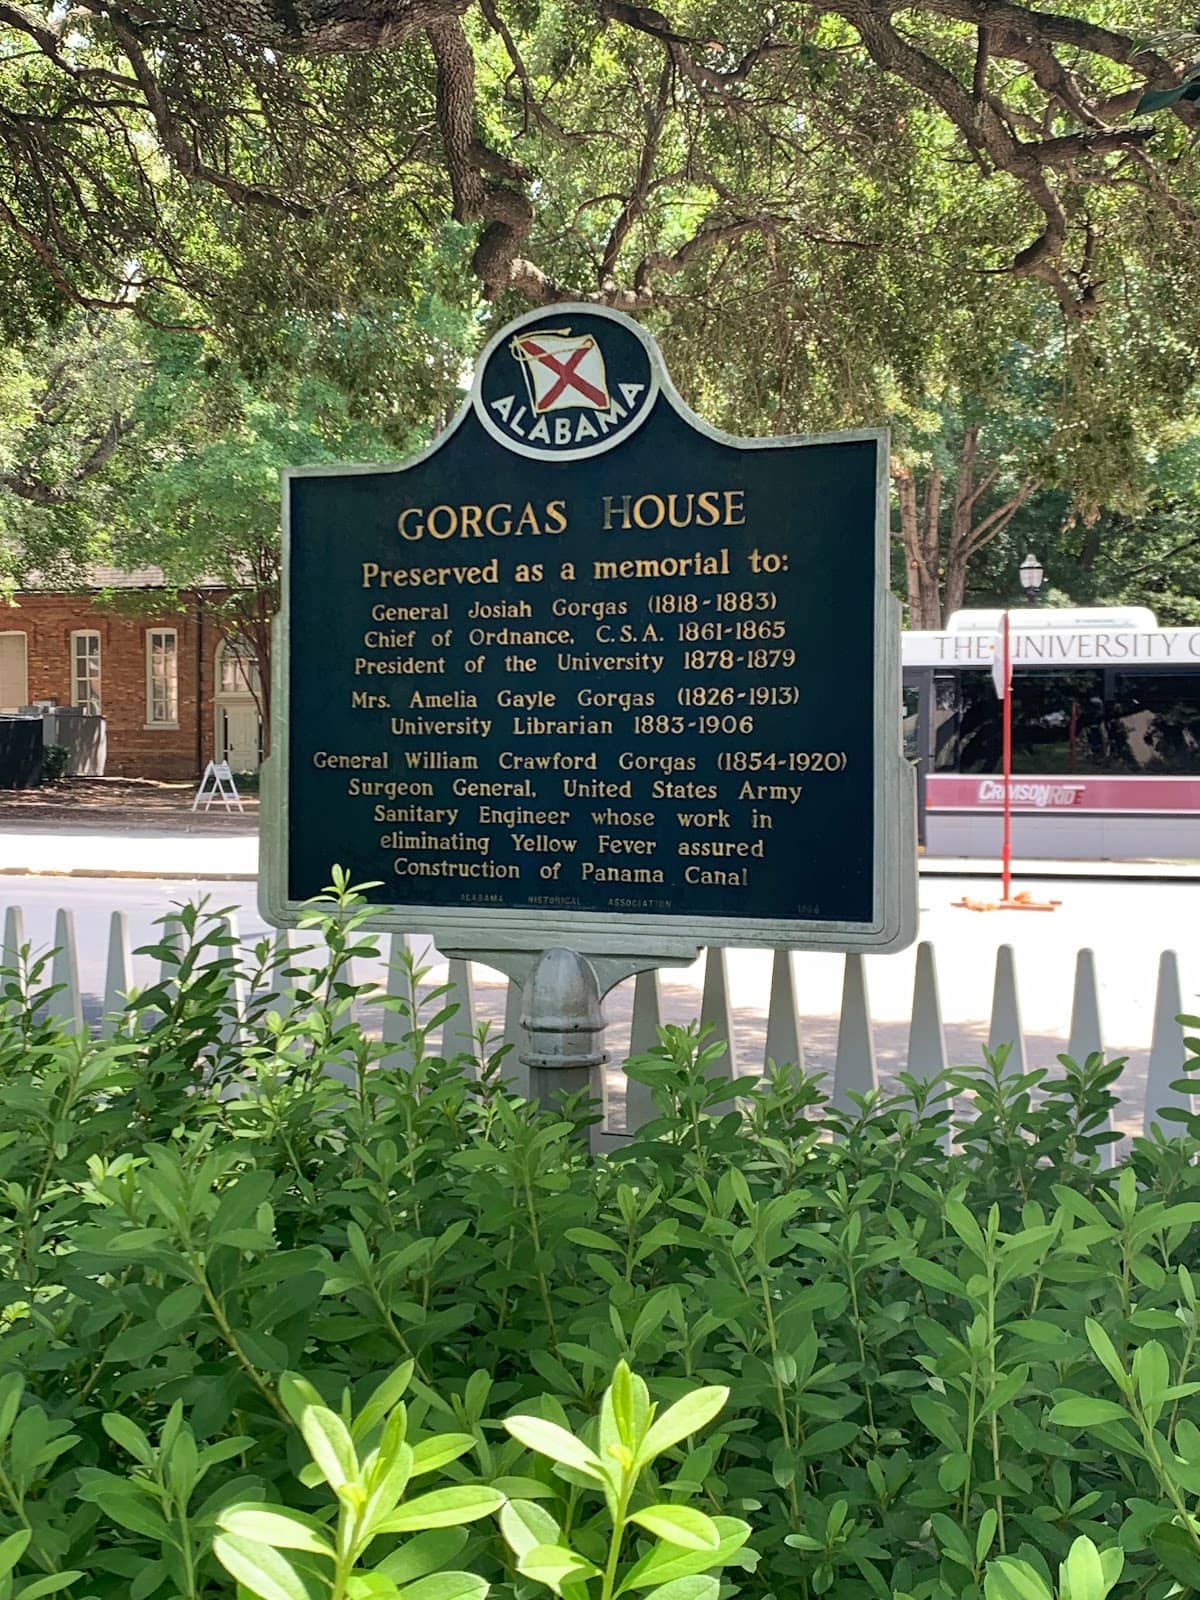 ALABAMA
GORGAS HOUSE
Preserved as a memorial to:
General Josiah Gorgas (1818-1883)
Chief of Ordnance, C.S.A. 1861-1865
President of the University 1878-1879
Mrs. Amelia Gayle Gorgas (1826-1913)
University Librarian 1883-1906
General William Crawford Gorgas (1854-1920)
Surgeon General, United States Army
Sanitary Engineer whose work in
eliminating Yellow Fever assured
Construction of Panama Canal
ALABAMA HISTORICAL ASSOCIATION
THE UNIVERSITY
CRIMSON RIDE